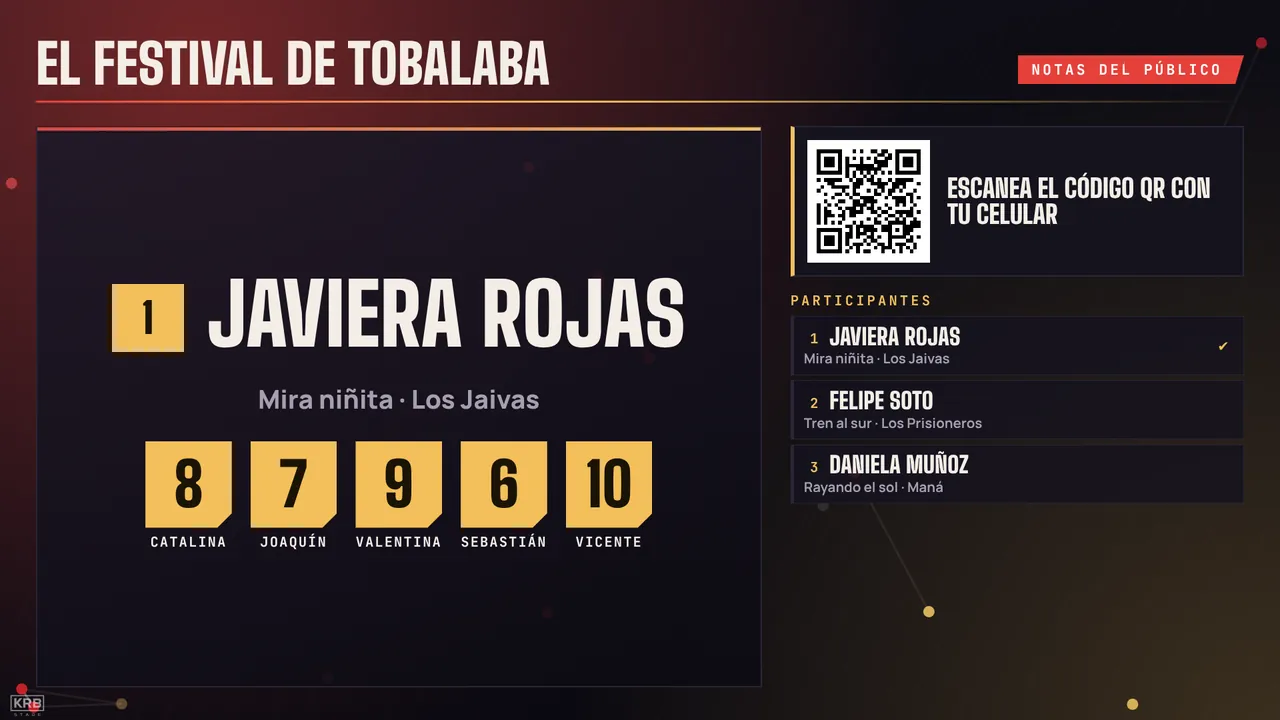 EL FESTIVAL DE TOBALABA
NOTAS DEL PÚBLICO
1 JAVIERA ROJAS
Mira niñita · Los Jaivas
8 7 9 6 10
CATALINA JOAQUÍN VALENTINA SEBASTIÁN VICENTE
ESCANEA EL CÓDIGO QR CON
TU CELULAR
PARTICIPANTES
1 JAVIERA ROJAS ✔
Mira niñita · Los Jaivas
2 FELIPE SOTO
Tren al sur · Los Prisioneros
3 DANIELA MUÑOZ
Rayando el sol · Maná
KRB
STAGE